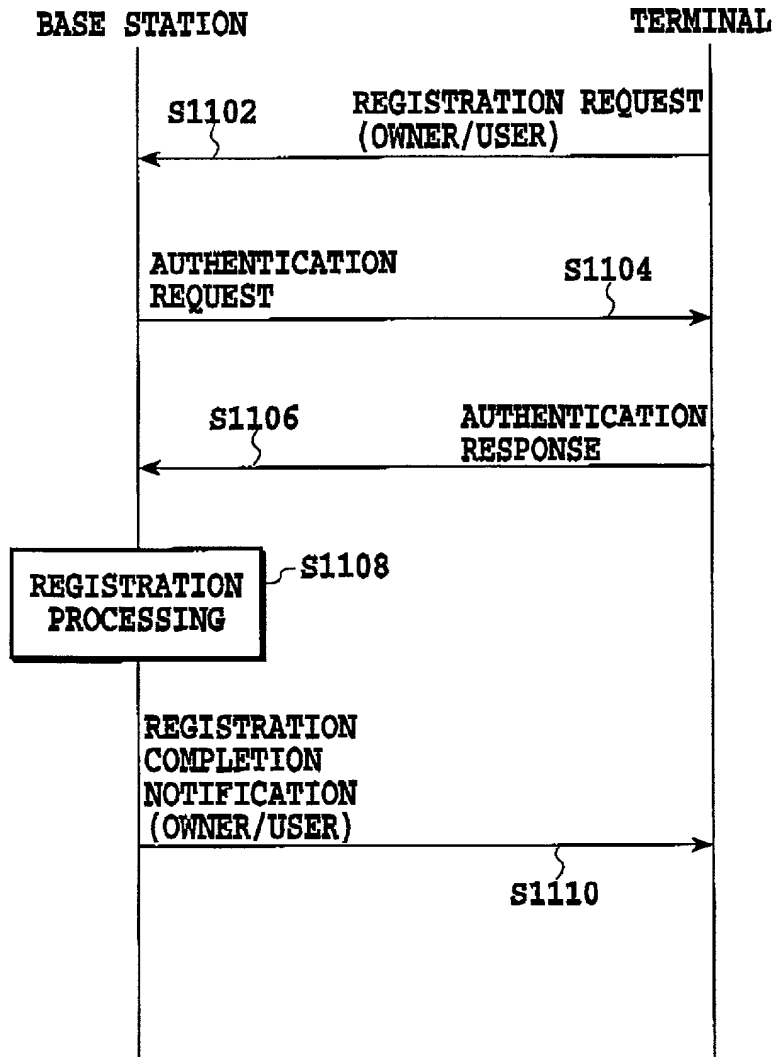 BASE STATION
TERMINAL
S1102
REGISTRATION REQUEST
(OWNER/USER)
AUTHENTICATION
REQUEST
S1104
S1106
AUTHENTICATION
RESPONSE
REGISTRATION
PROCESSING
S1108
REGISTRATION
COMPLETION
NOTIFICATION
(OWNER/USER)
S1110